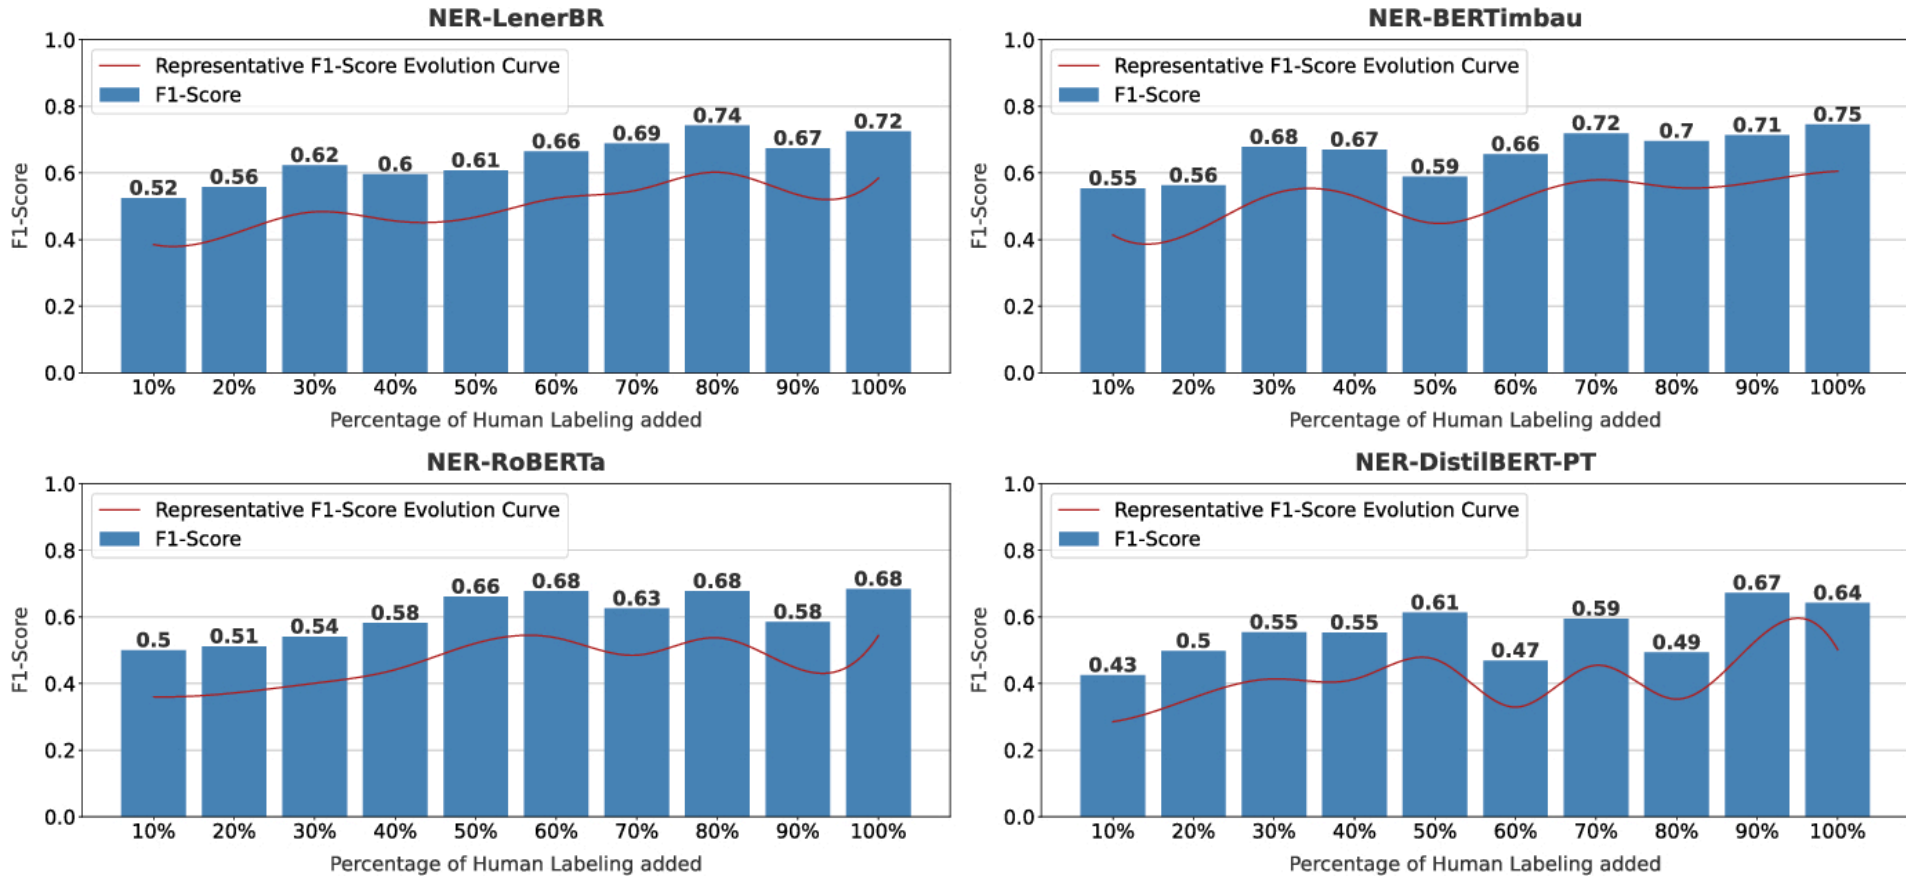 NER-LenerBR
1.0
0.8
0.6
0.4
0.2
0.0
F1-Score
Representative F1-Score Evolution Curve
F1-Score
0.52 0.56 0.62 0.6 0.61 0.66 0.69 0.74 0.67 0.72
10% 20% 30% 40% 50% 60% 70% 80% 90% 100%
Percentage of Human Labeling added
NER-BERTimbau
1.0
0.8
0.6
0.4
0.2
0.0
F1-Score
Representative F1-Score Evolution Curve
F1-Score
0.55 0.56 0.68 0.67 0.59 0.66 0.72 0.7 0.71 0.75
10% 20% 30% 40% 50% 60% 70% 80% 90% 100%
Percentage of Human Labeling added
NER-RoBERTa
1.0
0.8
0.6
0.4
0.2
0.0
F1-Score
Representative F1-Score Evolution Curve
F1-Score
0.5 0.51 0.54 0.58 0.66 0.68 0.63 0.68 0.58 0.68
10% 20% 30% 40% 50% 60% 70% 80% 90% 100%
Percentage of Human Labeling added
NER-DistilBERT-PT
1.0
0.8
0.6
0.4
0.2
0.0
F1-Score
Representative F1-Score Evolution Curve
F1-Score
0.43 0.5 0.55 0.55 0.61 0.47 0.59 0.49 0.67 0.64
10% 20% 30% 40% 50% 60% 70% 80% 90% 100%
Percentage of Human Labeling added